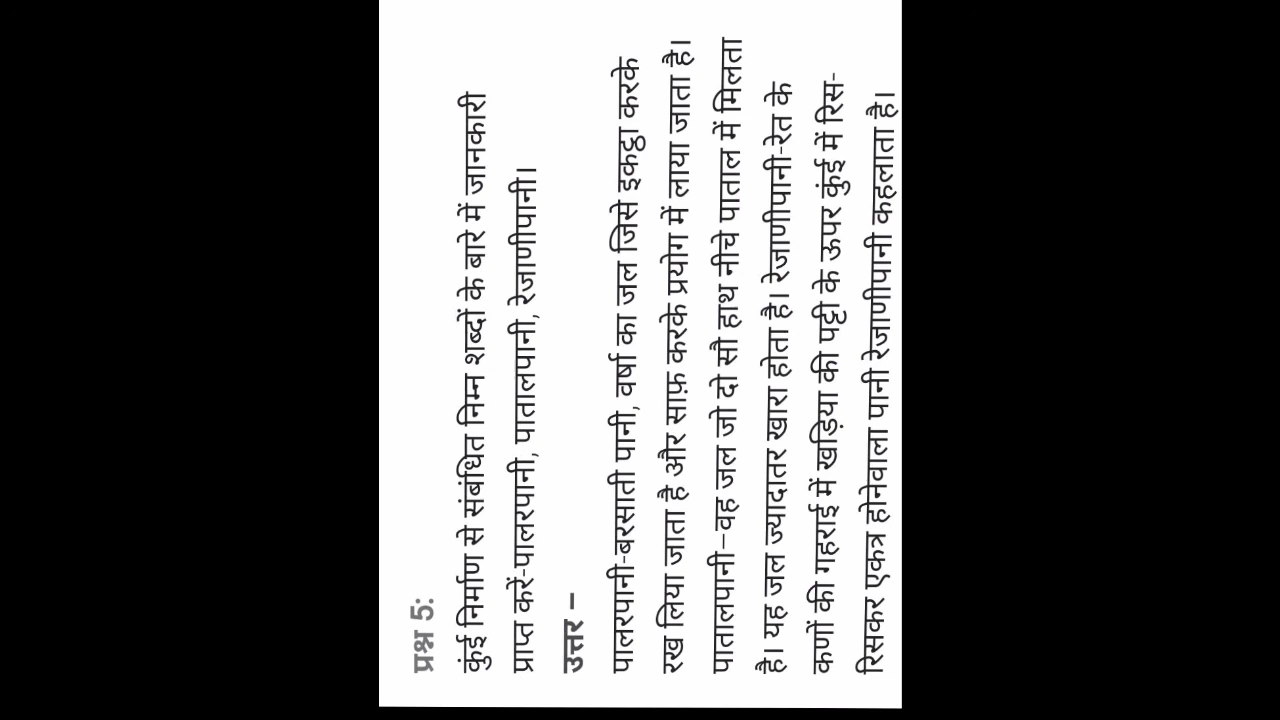 प्रश्न 5:
कुंई निर्माण से संबंधित निम्न शब्दों के बारे में जानकारी
प्राप्त करें-पालरपानी, पातालपानी, रेजाणीपानी।
उत्तर –
पालरपानी-बरसाती पानी, वर्षा का जल जिसे इकट्ठा करके
रख लिया जाता है और साफ़ करके प्रयोग में लाया जाता है।
पातालपानी–वह जल जो दो सौ हाथ नीचे पाताल में मिलता
है। यह जल ज्यादातर खारा होता है। रेजाणीपानी-रेत के
कणों की गहराई में खड़िया की पट्टी के ऊपर कुंई में रिस-
रिसकर एकत्र होनेवाला पानी रेजाणीपानी कहलाता है।